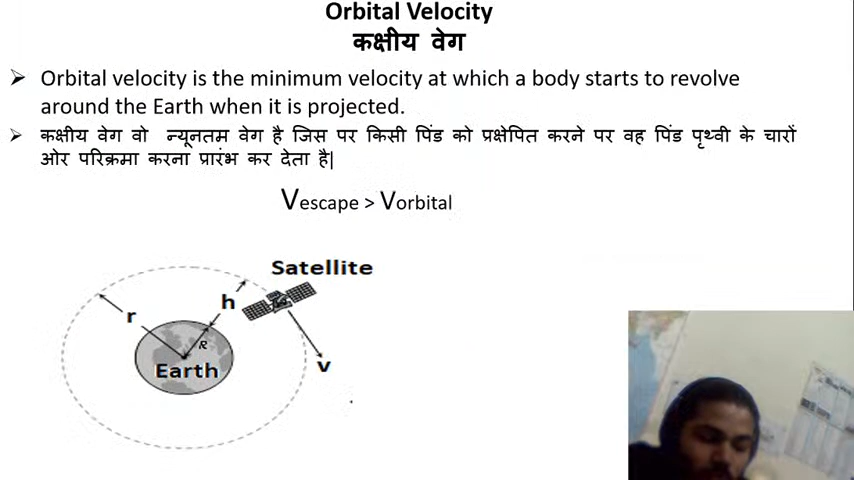 Orbital Velocity
कक्षीय वेग
➢ Orbital velocity is the minimum velocity at which a body starts to revolve
around the Earth when it is projected.
➢ कक्षीय वेग वो न्यूनतम वेग है जिस पर किसी पिंड को प्रक्षेपित करने पर वह पिंड पृथ्वी के चारों
ओर परिक्रमा करना प्रारंभ कर देता है|
Vescape > Vorbital
Satellite
h
r
R
Earth
v